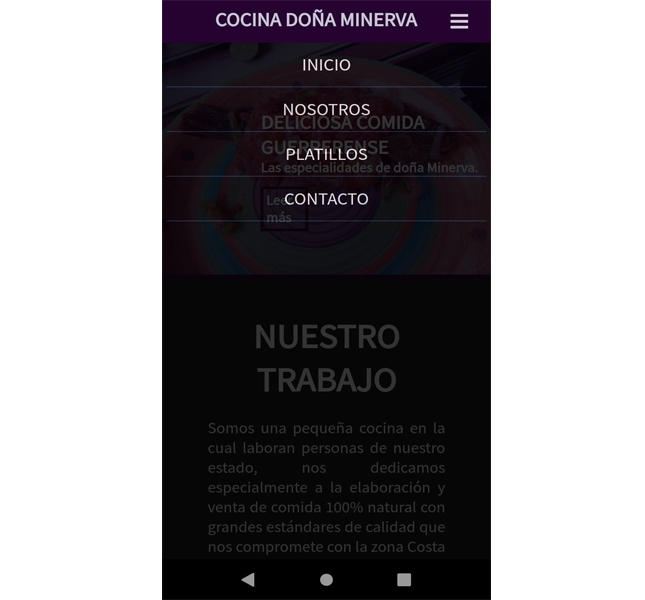 COCINA DOÑA MINERVA
INICIO
NOSOTROS
DELICIOSA COMIDA
GUERRERENSE
PLATILLOS
Las especialidades de doña Minerva.
CONTACTO
Leer
más
NUESTRO
TRABAJO
Somos una pequeña cocina en la
cual laboran personas de nuestro
estado, nos dedicamos
especialmente a la elaboración y
venta de comida 100% natural con
grandes estándares de calidad que
nos compromete con la zona Costa